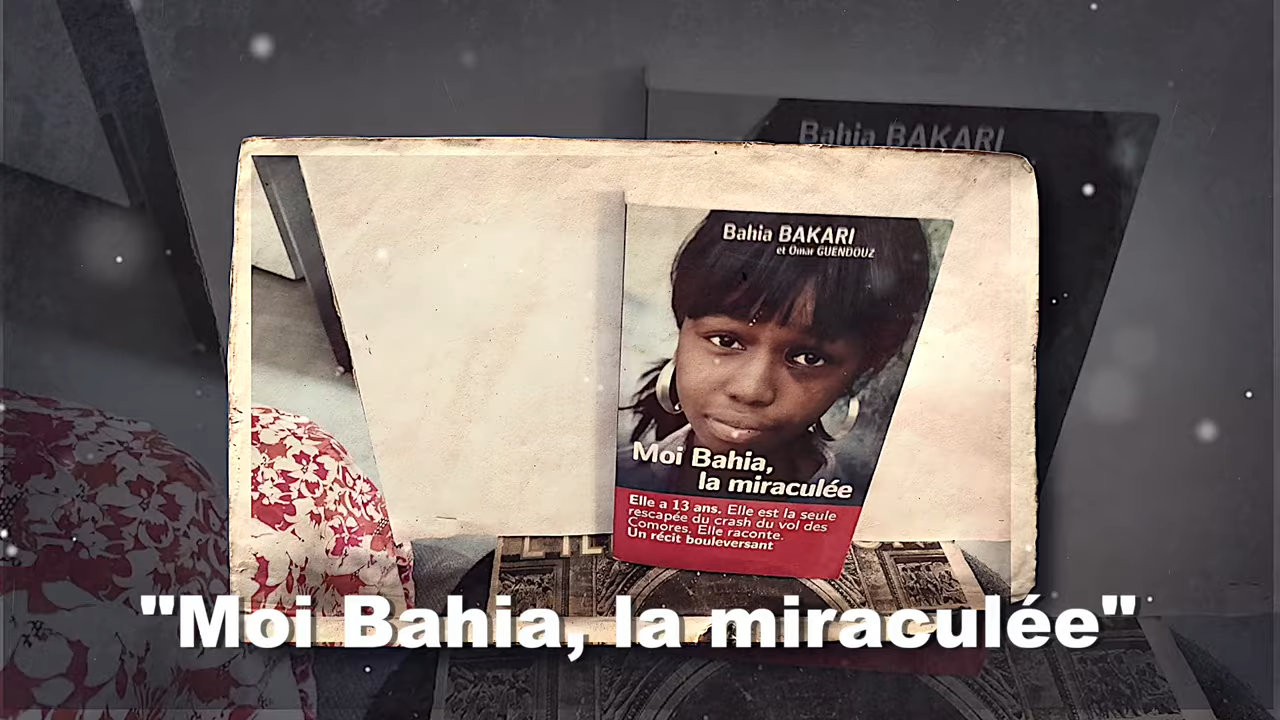 Bahia BAKARI
Bahia BAKARI
et Omar GUENDOUZ
Moi Bahia,
la miraculée
Elle a 13 ans. Elle est la seule
rescapée du crash du vol des
Comores. Elle raconte.
Un récit bouleversant
"Moi Bahia, la miraculée"